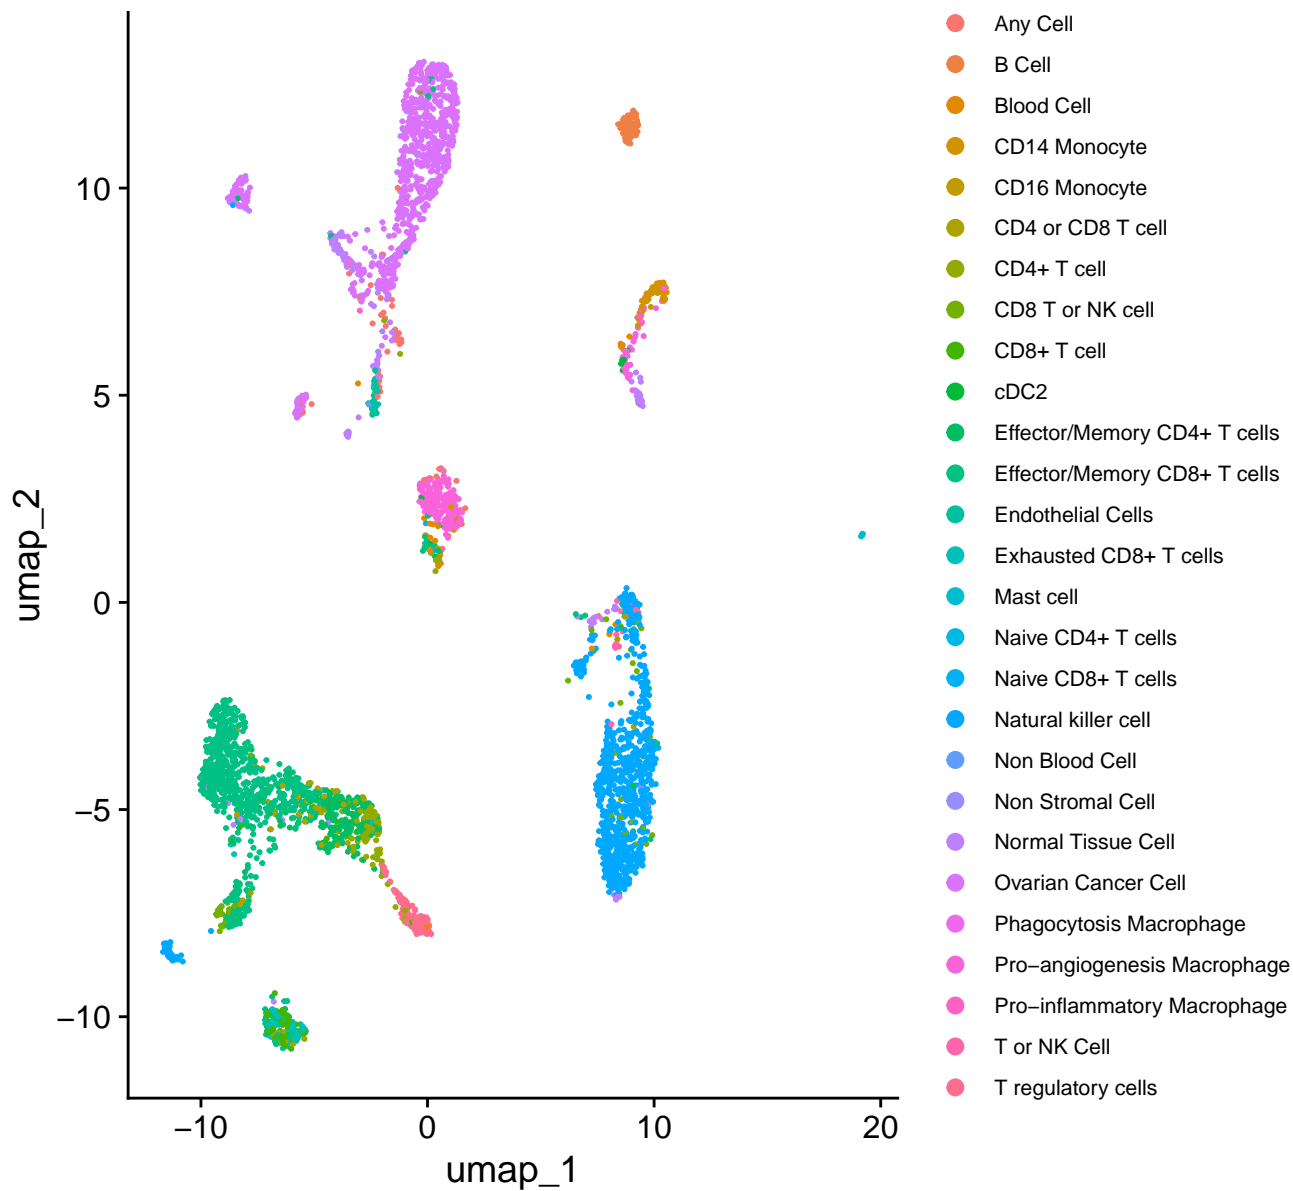 umap_2
10
5
0
−5
−10
−10
0
10
20
umap_1
Any Cell
B Cell
Blood Cell
CD14 Monocyte
CD16 Monocyte
CD4 or CD8 T cell
CD4+ T cell
CD8 T or NK cell
CD8+ T cell
cDC2
Effector/Memory CD4+ T cells
Effector/Memory CD8+ T cells
Endothelial Cells
Exhausted CD8+ T cells
Mast cell
Naive CD4+ T cells
Naive CD8+ T cells
Natural killer cell
Non Blood Cell
Non Stromal Cell
Normal Tissue Cell
Ovarian Cancer Cell
Phagocytosis Macrophage
Pro−angiogenesis Macrophage
Pro−inflammatory Macrophage
T or NK Cell
T regulatory cells